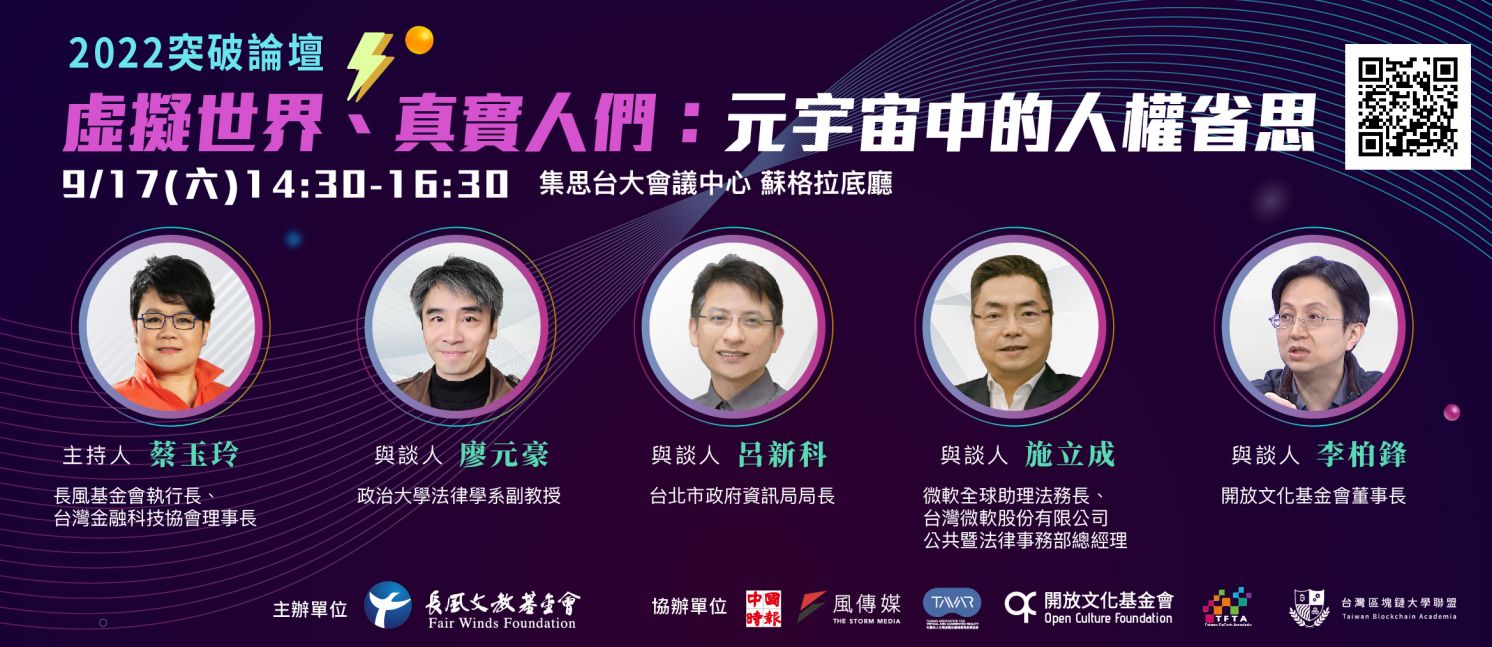 2022突破論壇
虛擬世界、真實人們：元宇宙中的人權省思
9/17(六)14:30-16:30 集思台大會議中心 蘇格拉底廳
主持人 蔡玉玲
長風基金會執行長、
台灣金融科技協會理事長
與談人 廖元豪
政治大學法律學系副教授
與談人 呂新科
台北市政府資訊局局長
與談人 施立成
微軟全球助理法務長、
台灣微軟股份有限公司
公共暨法律事務部總經理
與談人 李柏鋒
開放文化基金會董事長
主辦單位
長風文教基金會
Fair Winds Foundation
協辦單位
中國
時報
風傳媒
THE STORM MEDIA
TAVAR
開放文化基金會
Open Culture Foundation
TFTA
台灣區塊鏈大學聯盟
Taiwan Blockchain Academia